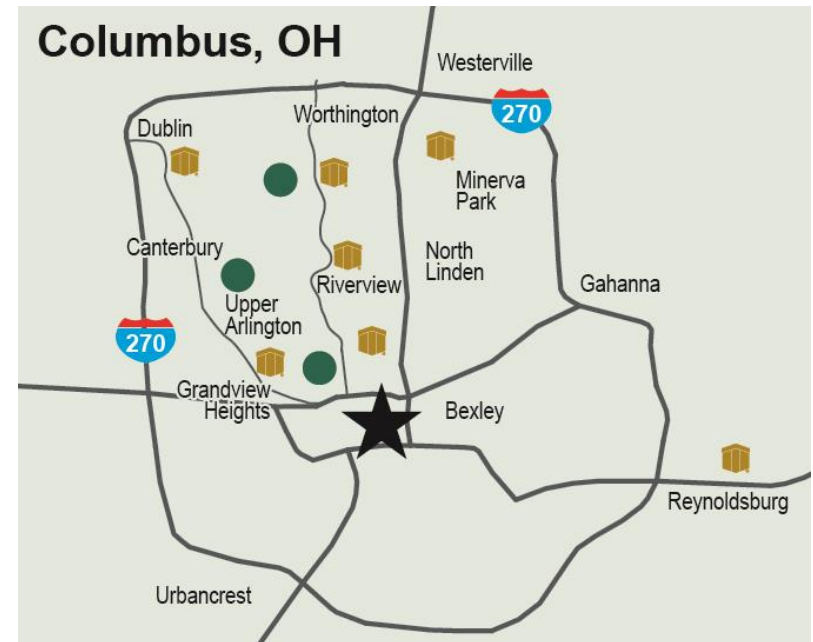 Columbus, OH
Westerville
270
Worthington
Dublin
Minerva
Park
Canterbury
North
Linden
Gahanna
Riverview
Upper
Arlington
270
Grandview
Heights
Bexley
Reynoldsburg
Urbancrest